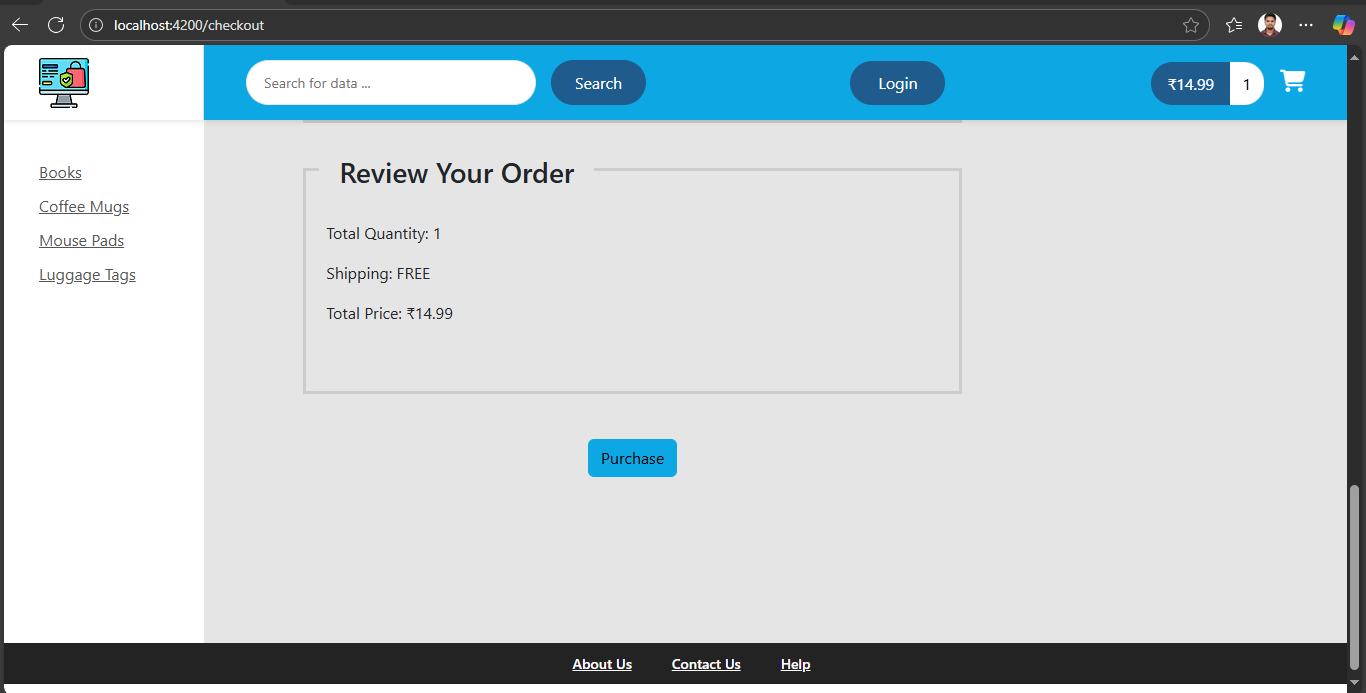 localhost:4200/checkout
Search for data ...
Search
Login
₹14.99
1
Books
Coffee Mugs
Mouse Pads
Luggage Tags
Review Your Order
Total Quantity: 1
Shipping: FREE
Total Price: ₹14.99
Purchase
About Us
Contact Us
Help